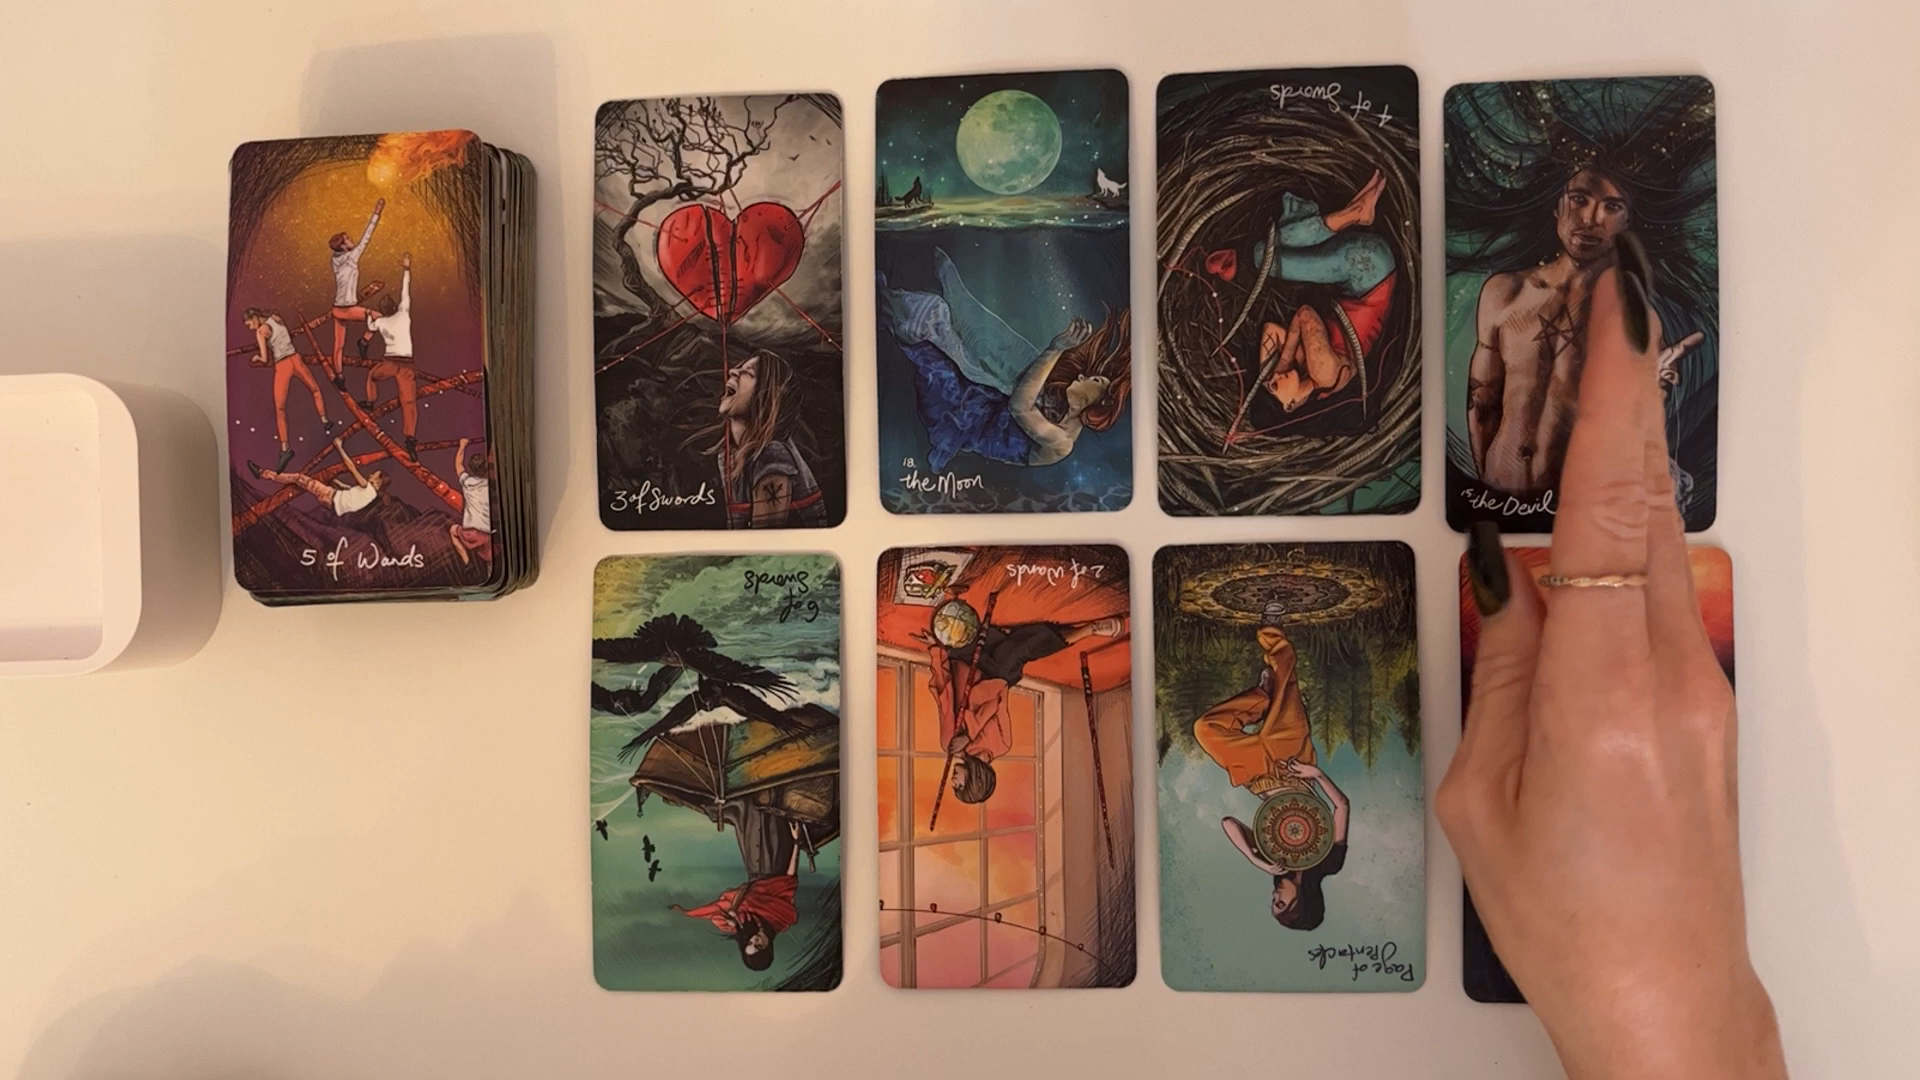 5 of Wands
3 of Swords
18.
the Moon
4 of Swords
15
the Devil
6 of
Swords
2 of Wands
Page of
Pentacles